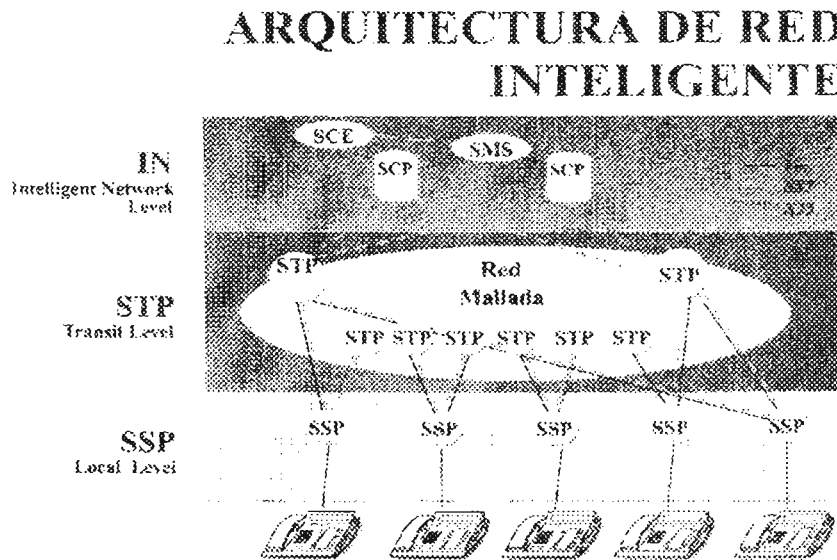 ARQUITECTURA DE RED
INTELIGENTE
IN
Intelligent Network
Level
SCE
SMS
SCP
SCP
STP
Transit Level
STP
Red
Mallada
STP
STP STP STP STP STP STP
SSP
Local Level
SSP SSP SSP SSP SSP